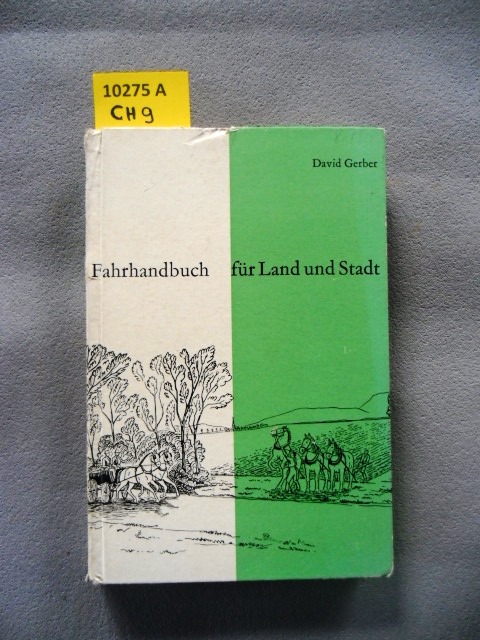 10275 A
CH 9
David Gerber
Fahrhandbuch für Land und Stadt